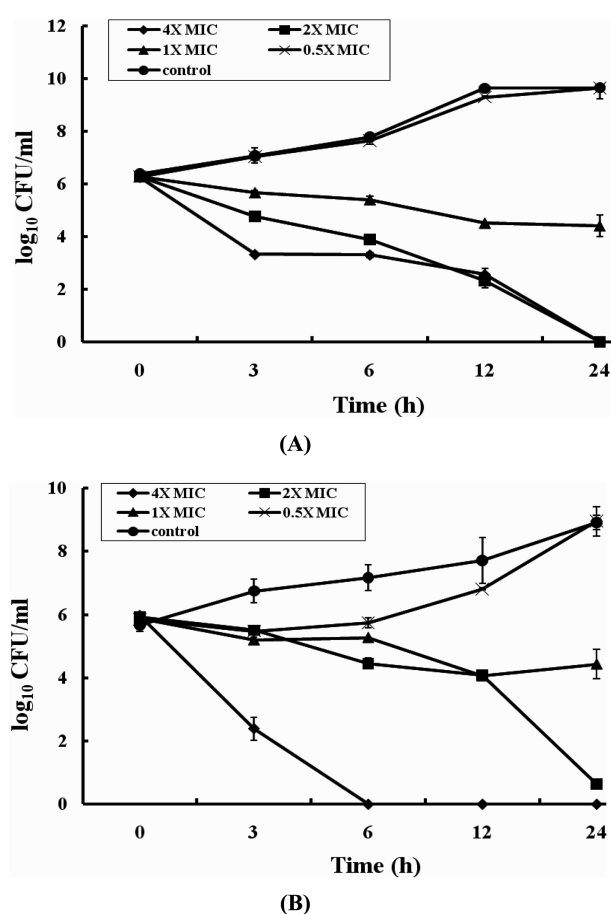 4X MIC 2X MIC
1X MIC 0.5X MIC
control
12
10
8
6
4
2
0
log10 CFU/ml
0 3 6 12 24
Time (h)
(A)
4X MIC 2X MIC
1X MIC 0.5X MIC
control
10
8
6
4
2
0
log10 CFU/ml
0 3 6 12 24
Time (h)
(B)